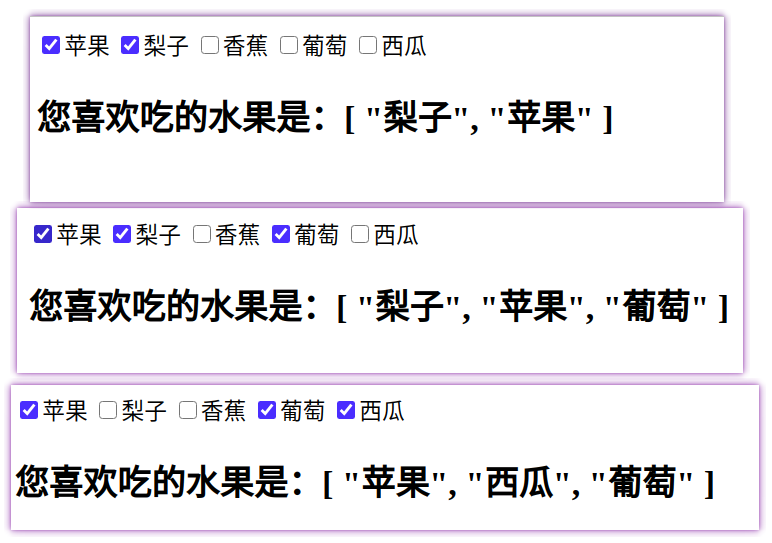 苹果 梨子 香蕉 葡萄 西瓜
您喜欢吃的水果是：[ "梨子", "苹果" ]
苹果 梨子 香蕉 葡萄 西瓜
您喜欢吃的水果是：[ "梨子", "苹果", "葡萄" ]
苹果 梨子 香蕉 葡萄 西瓜
您喜欢吃的水果是：[ "苹果", "西瓜", "葡萄" ]